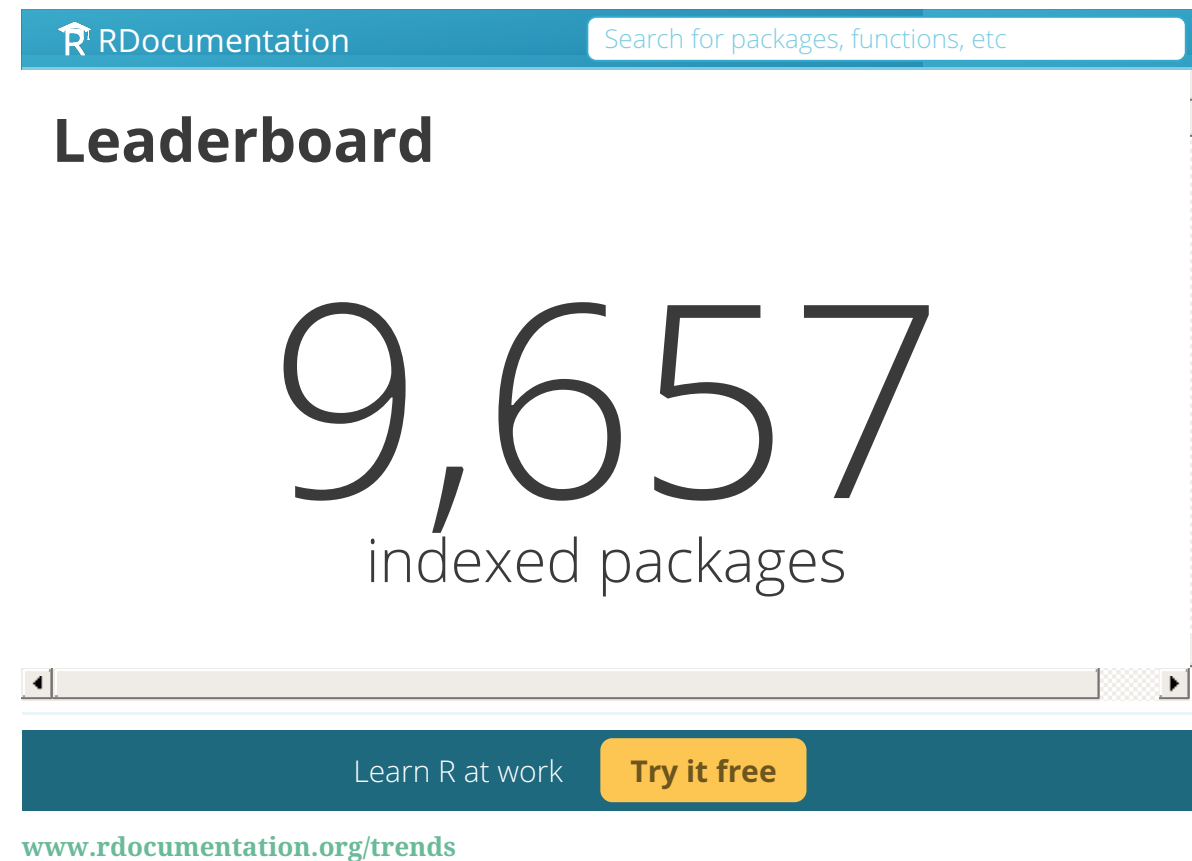 RDocumentation
Search for packages, functions, etc
Leaderboard
9,657
indexed packages
Learn R at work
Try it free
www.rdocumentation.org/trends